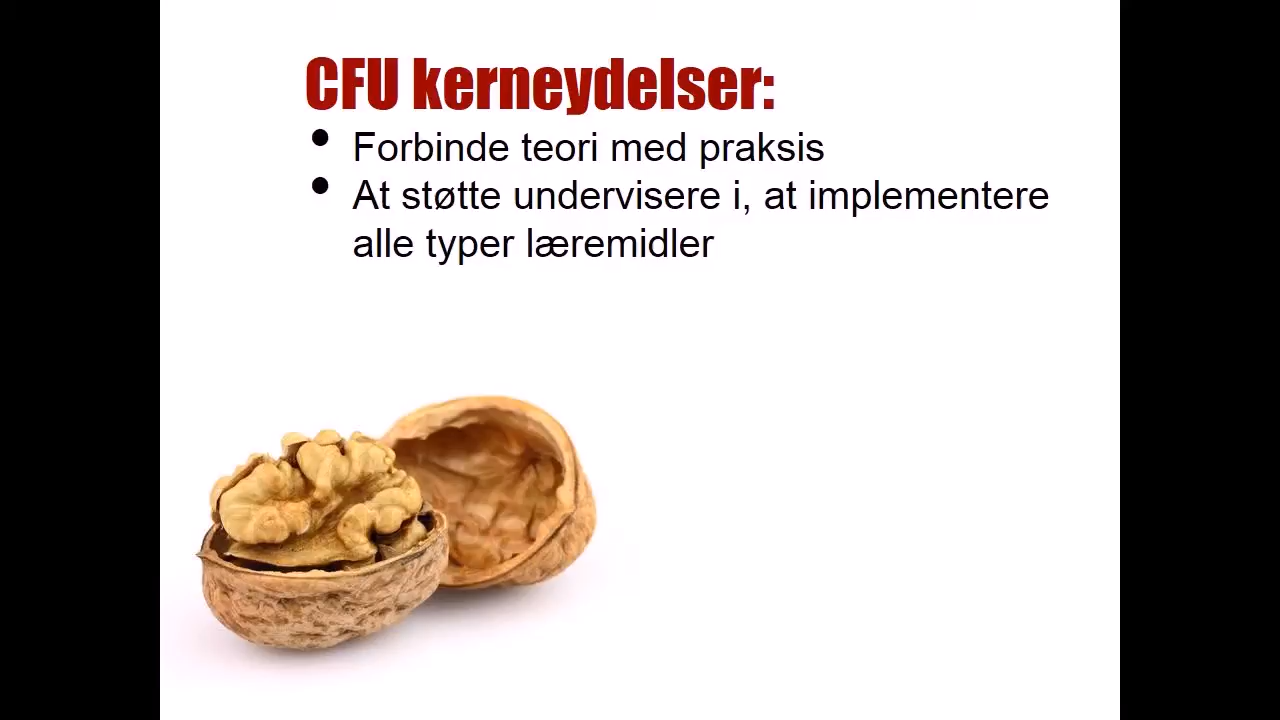 CFU kerneydelser:
• Forbinde teori med praksis
• At støtte undervisere i, at implementere
alle typer læremidler